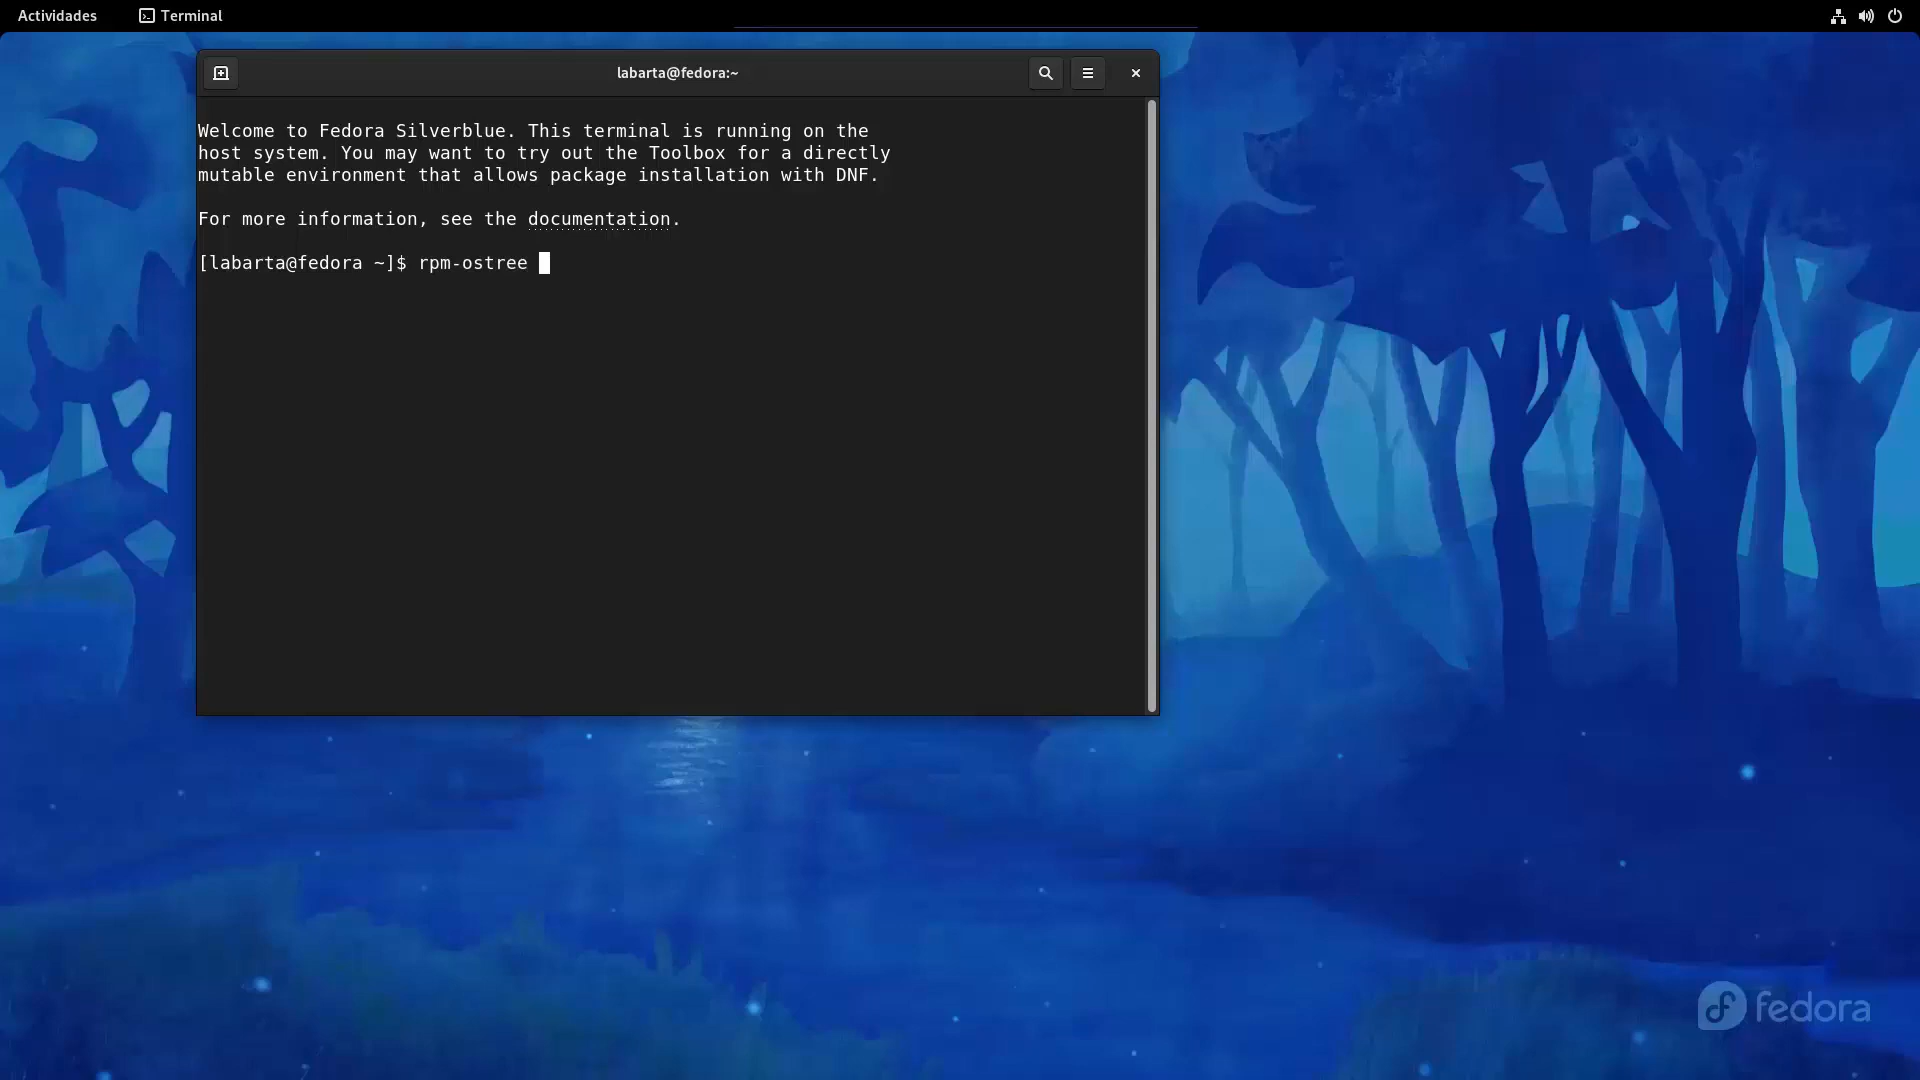 Actividades
Terminal
labarta@fedora:~
Welcome to Fedora Silverblue. This terminal is running on the
host system. You may want to try out the Toolbox for a directly
mutable environment that allows package installation with DNF.
For more information, see the documentation.
[labarta@fedora ~]$ rpm-ostree
fedora